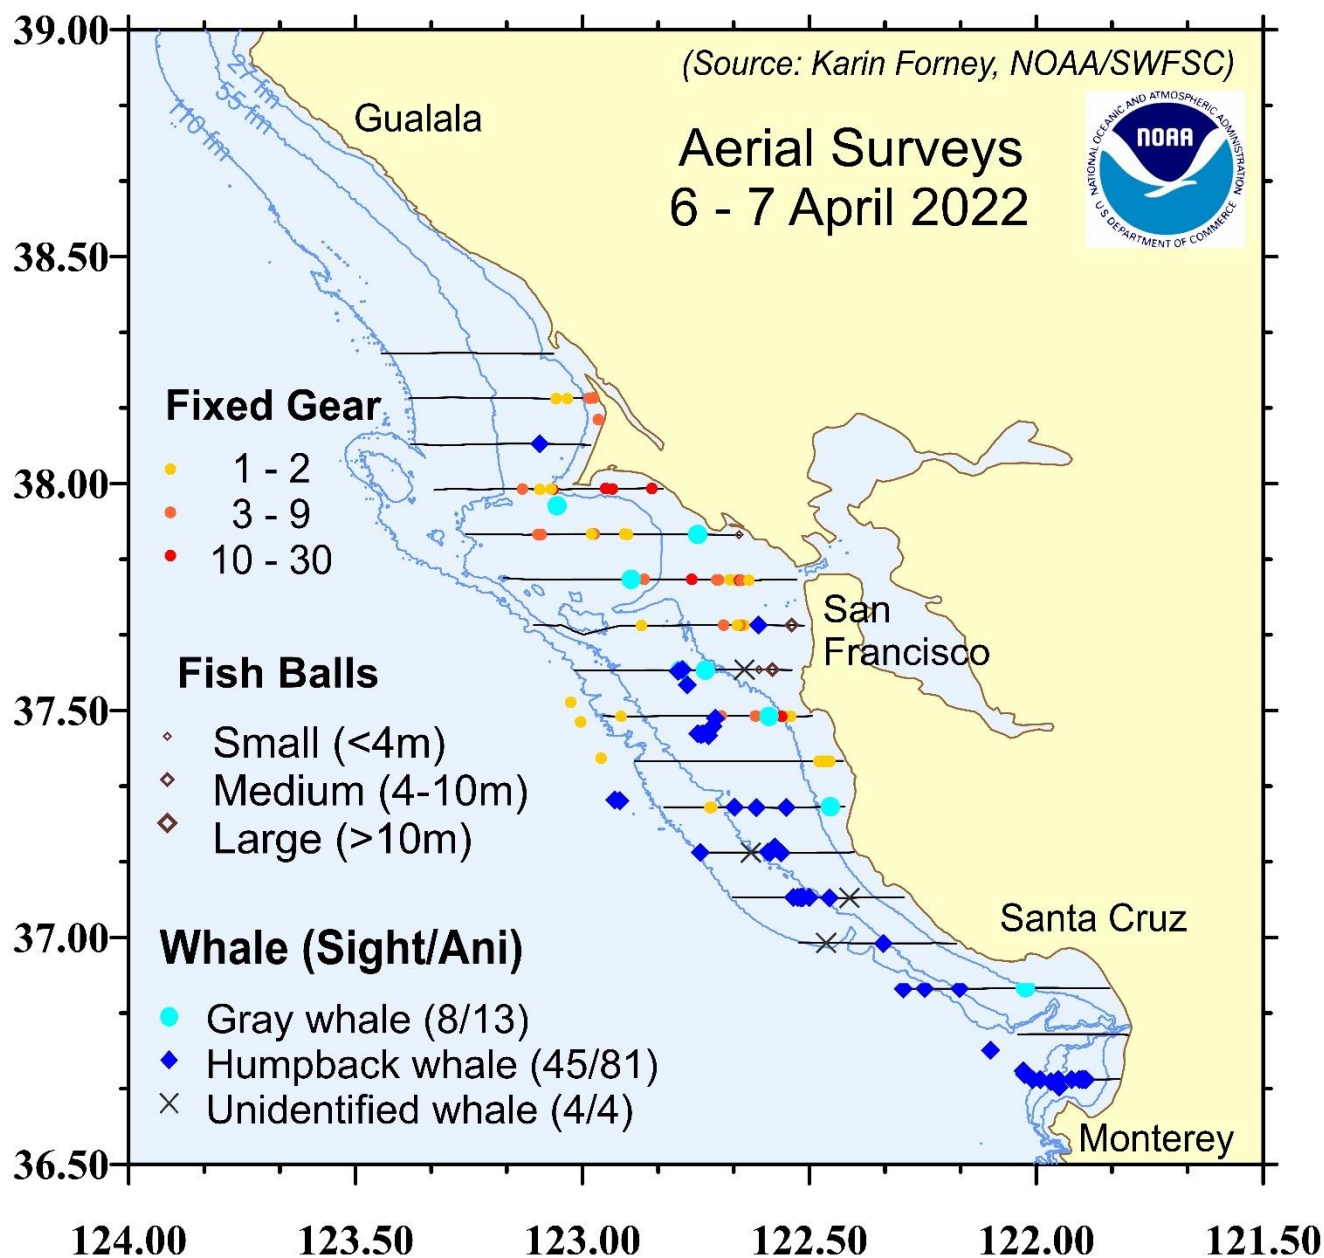 39.00
(Source: Karin Forney, NOAA/SWFSC)
27 fm
55 fm
110 fm
Gualala
Aerial Surveys
6 - 7 April 2022
NATIONAL OCEANIC AND ATMOSPHERIC ADMINISTRATION
NOAA
U.S. DEPARTMENT OF COMMERCE
38.50
Fixed Gear
1 - 2
3 - 9
10 - 30
38.00
San
Francisco
Fish Balls
Small (<4m)
Medium (4-10m)
Large (>10m)
37.50
37.00
Santa Cruz
Whale (Sight/Ani)
Gray whale (8/13)
Humpback whale (45/81)
Unidentified whale (4/4)
Monterey
36.50
124.00 123.50 123.00 122.50 122.00 121.50